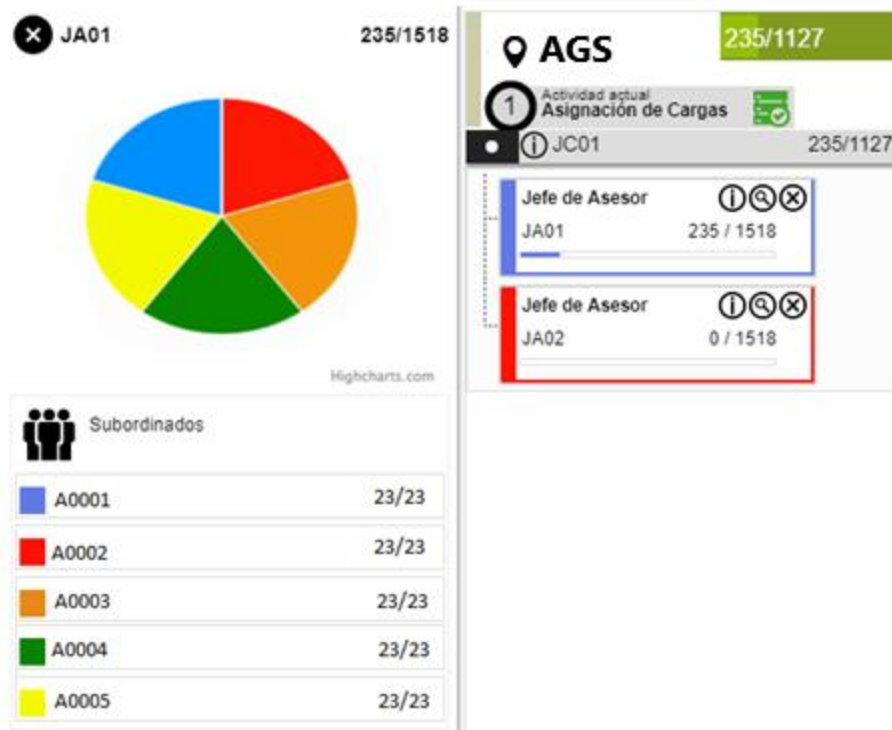 JA01 235/1518
Highcharts.com
Subordinados
A0001 23/23
A0002 23/23
A0003 23/23
A0004 23/23
A0005 23/23
AGS 235/1127
1 Actividad actual
Asignación de Cargas
JC01 235/1127
Jefe de Asesor
JA01 235 / 1518
Jefe de Asesor
JA02 0 / 1518